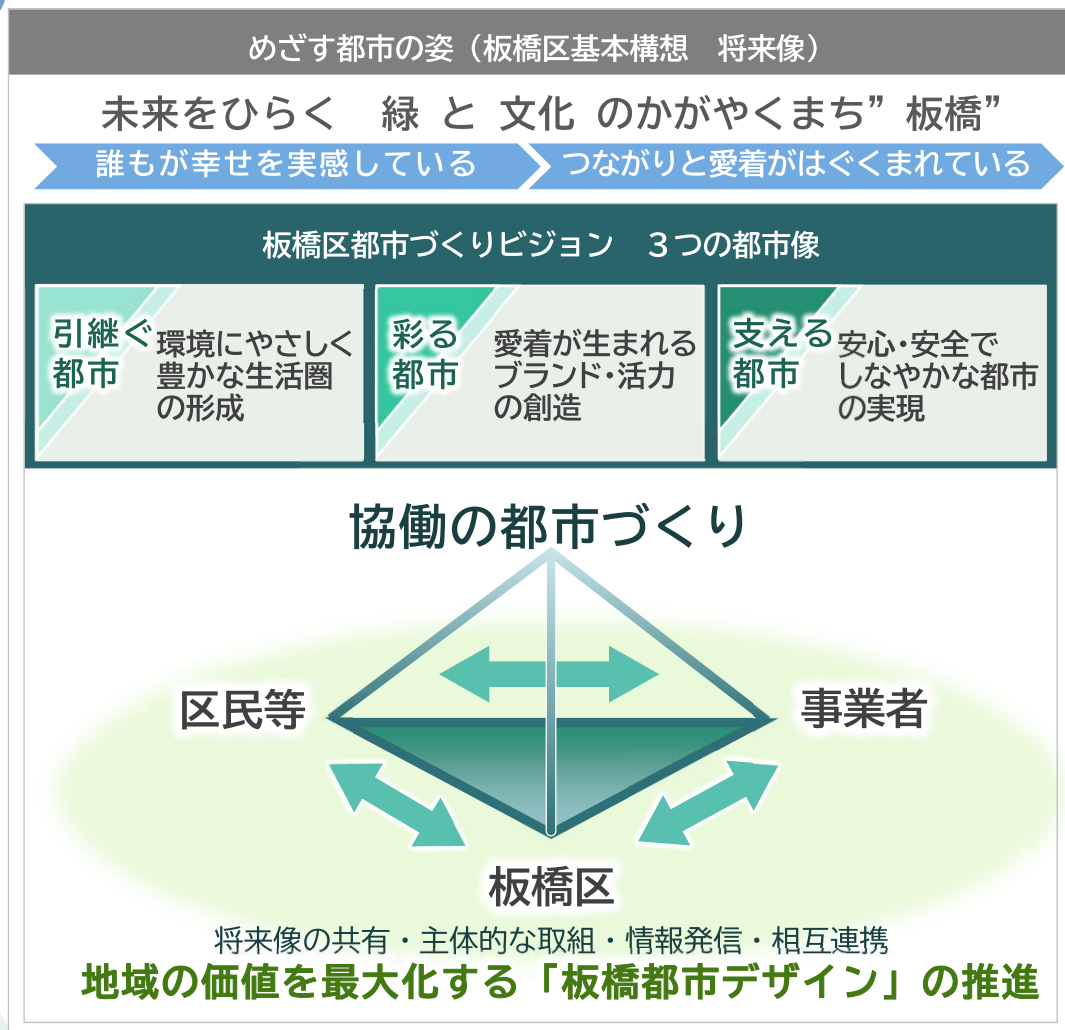 めざす都市の姿（板橋区基本構想　将来像）
未来をひらく　緑 と 文化 のかがやくまち”板橋”
誰もが幸せを実感している
つながりと愛着がはぐくまれている
板橋区都市づくりビジョン　３つの都市像
引継ぐ
都市
環境にやさしく
豊かな生活圏
の形成
彩る
都市
愛着が生まれる
ブランド・活力
の創造
支える
都市
安心・安全で
しなやかな都市
の実現
協働の都市づくり
区民等
事業者
板橋区
将来像の共有・主体的な取組・情報発信・相互連携
地域の価値を最大化する「板橋都市デザイン」の推進